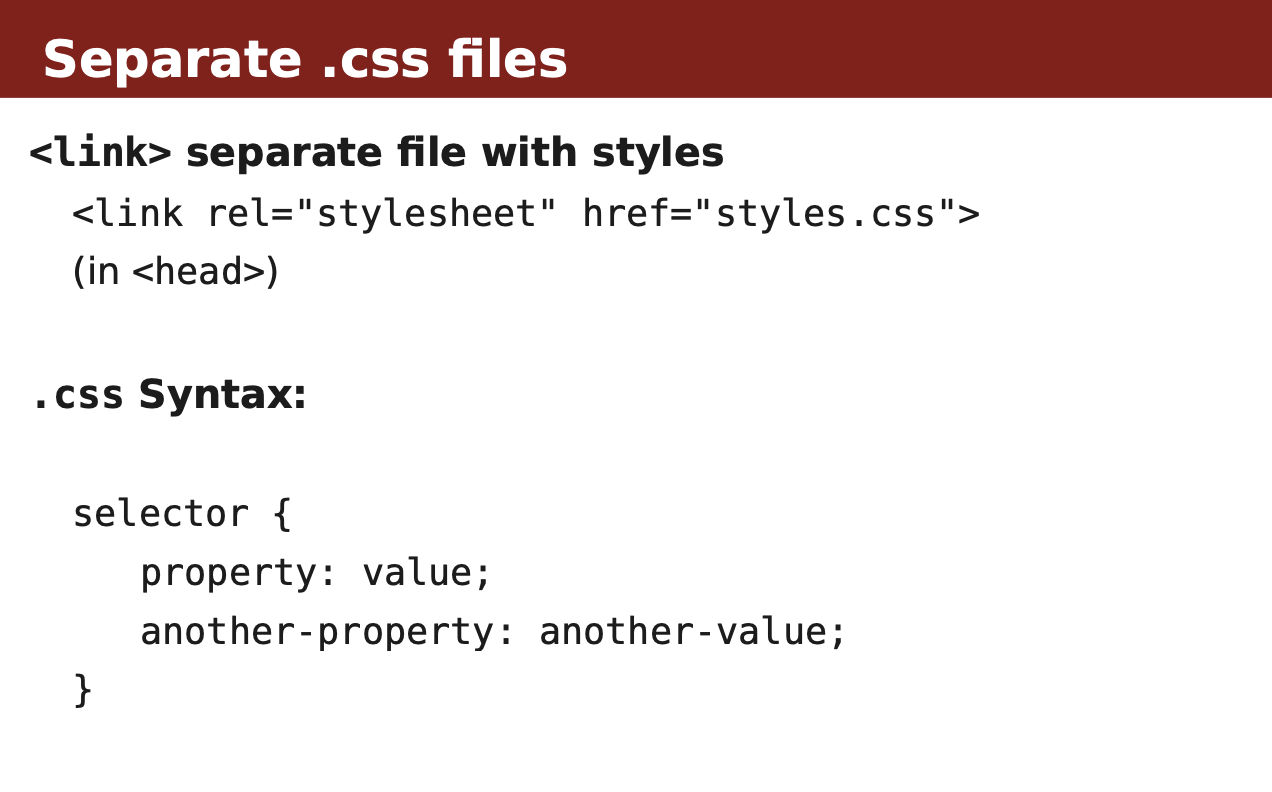 Separate .css files
<link> separate file with styles
<link rel="stylesheet" href="styles.css">
(in <head>)
.css Syntax:
selector {
property: value;
another-property: another-value;
}